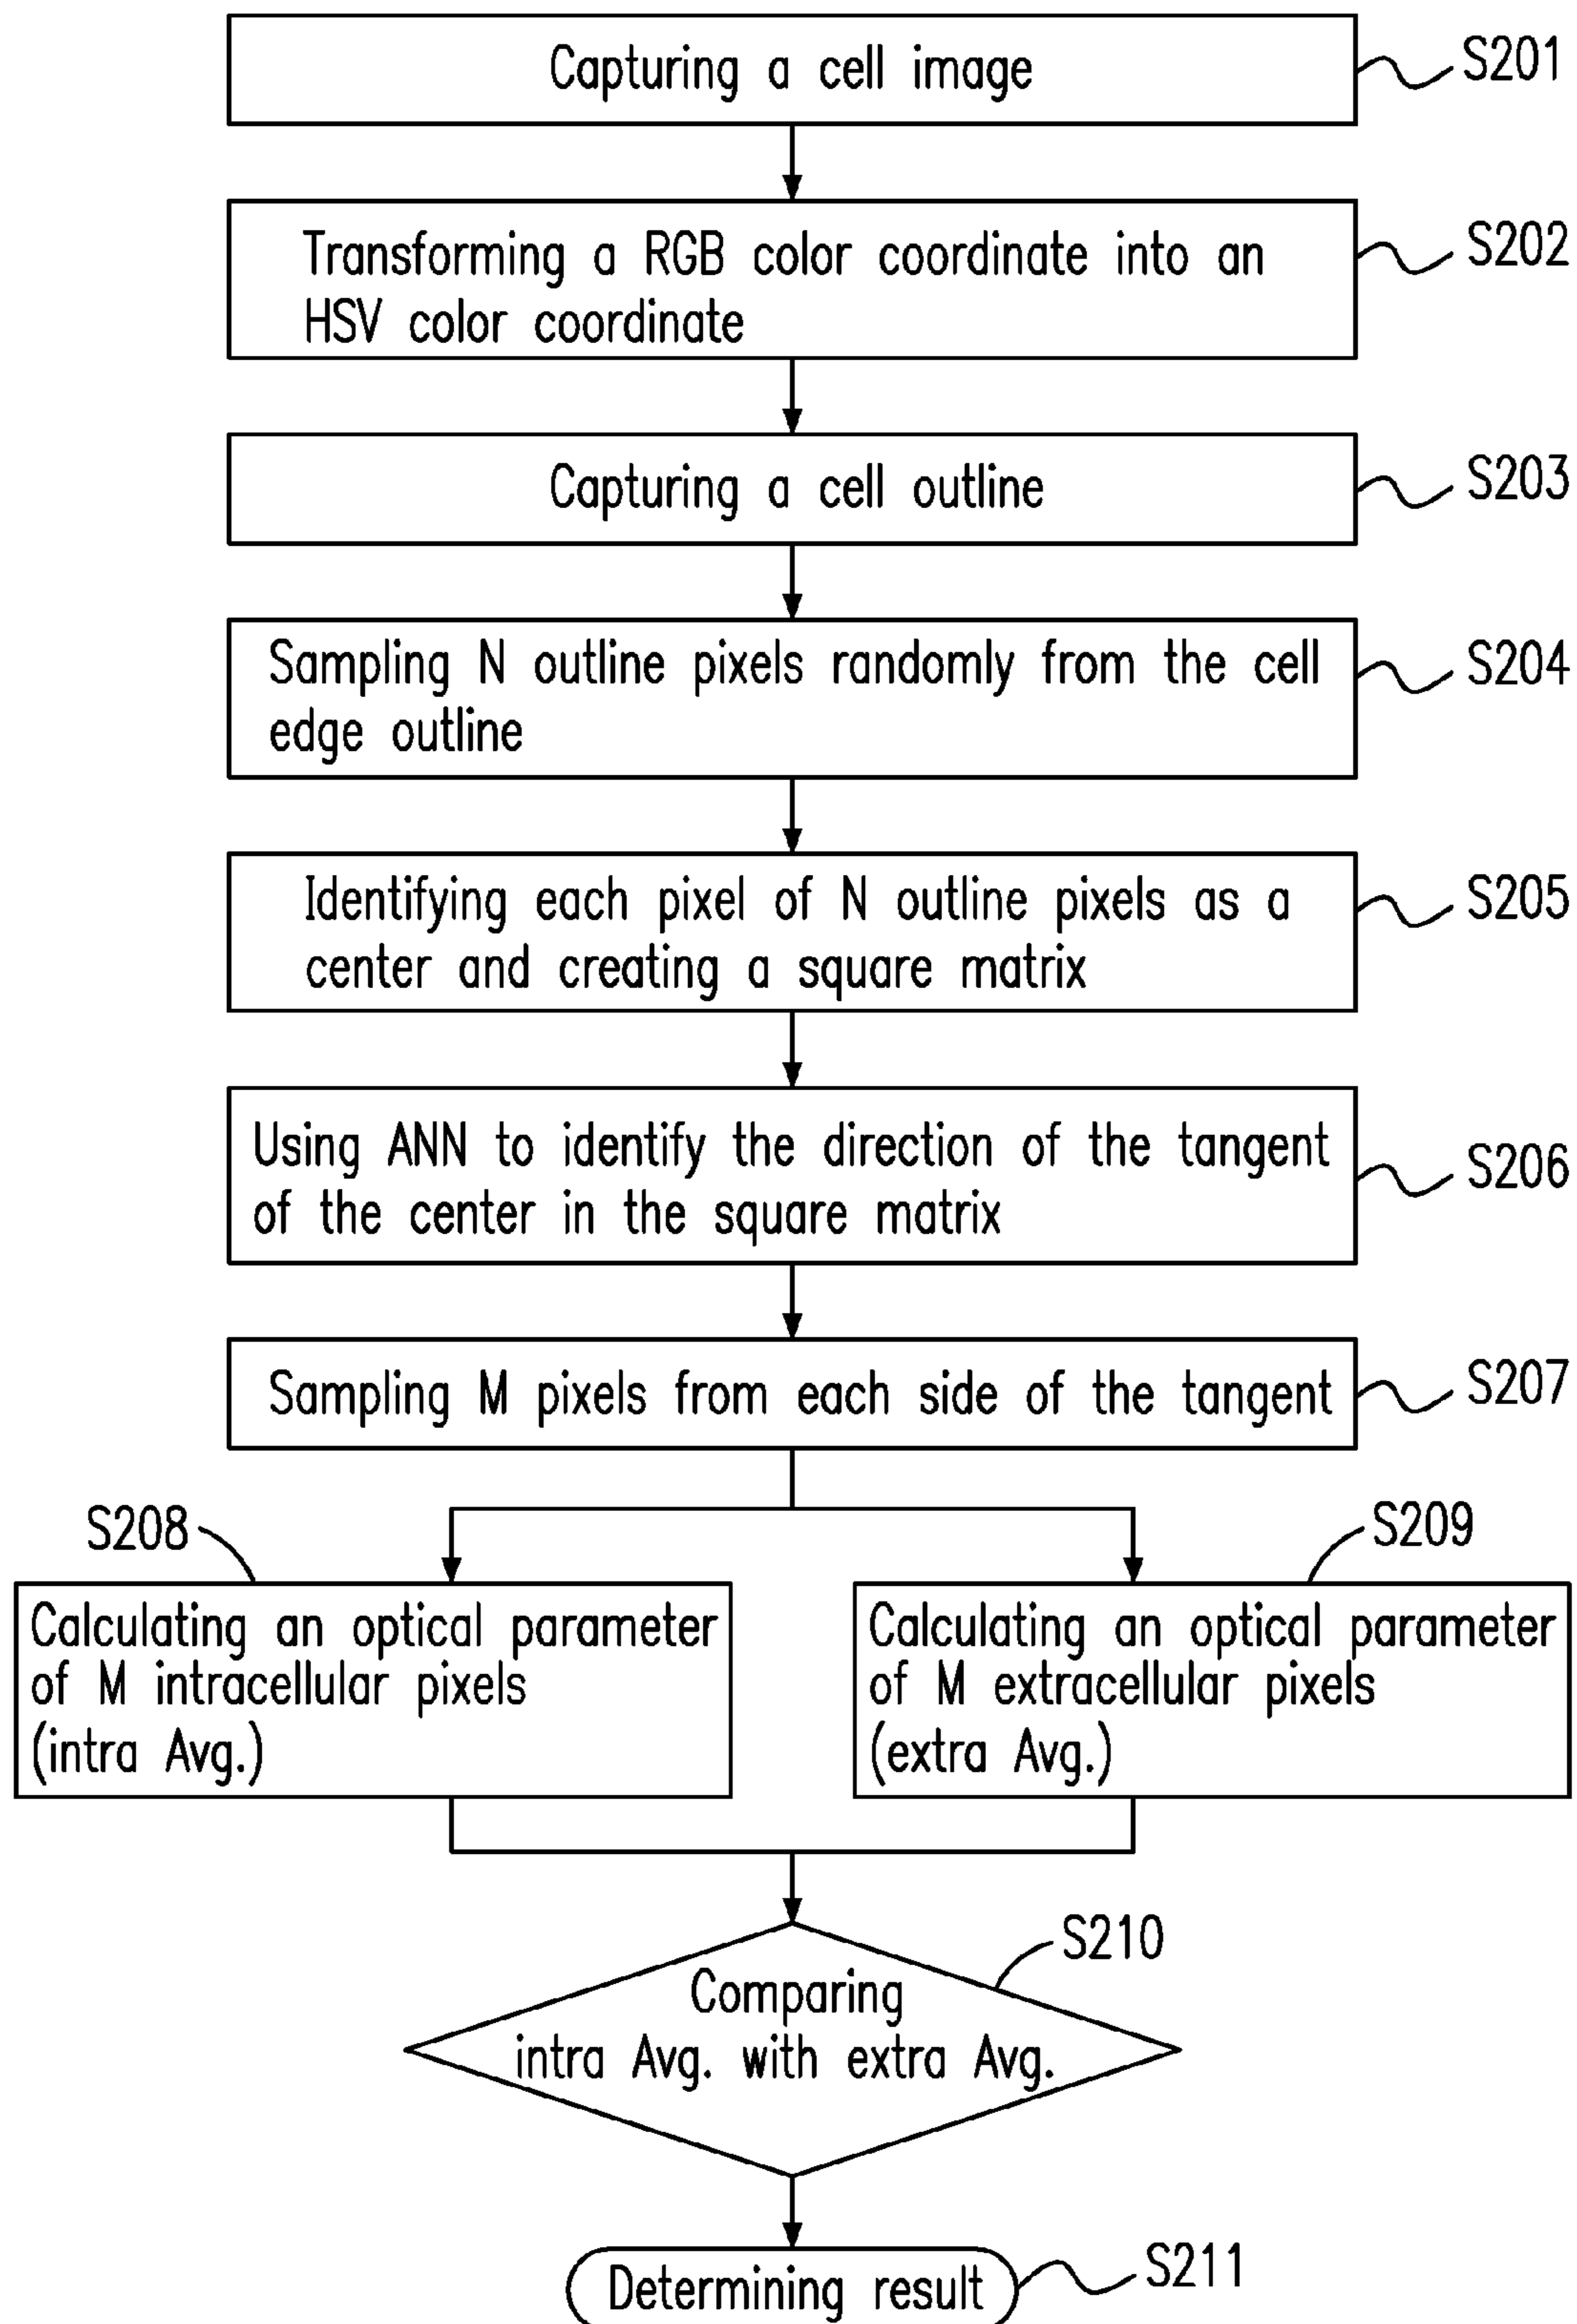 Capturing a cell image
S201
Transforming a RGB color coordinate into an
HSV color coordinate
S202
Capturing a cell outline
S203
Sampling N outline pixels randomly from the cell
edge outline
S204
Identifying each pixel of N outline pixels as a
center and creating a square matrix
S205
Using ANN to identify the direction of the tangent
of the center in the square matrix
S206
Sampling M pixels from each side of the tangent
S207
S208
Calculating an optical parameter
of M intracellular pixels
(intra Avg.)
S209
Calculating an optical parameter
of M extracellular pixels
(extra Avg.)
S210
Comparing
intra Avg. with extra Avg.
Determining result
S211